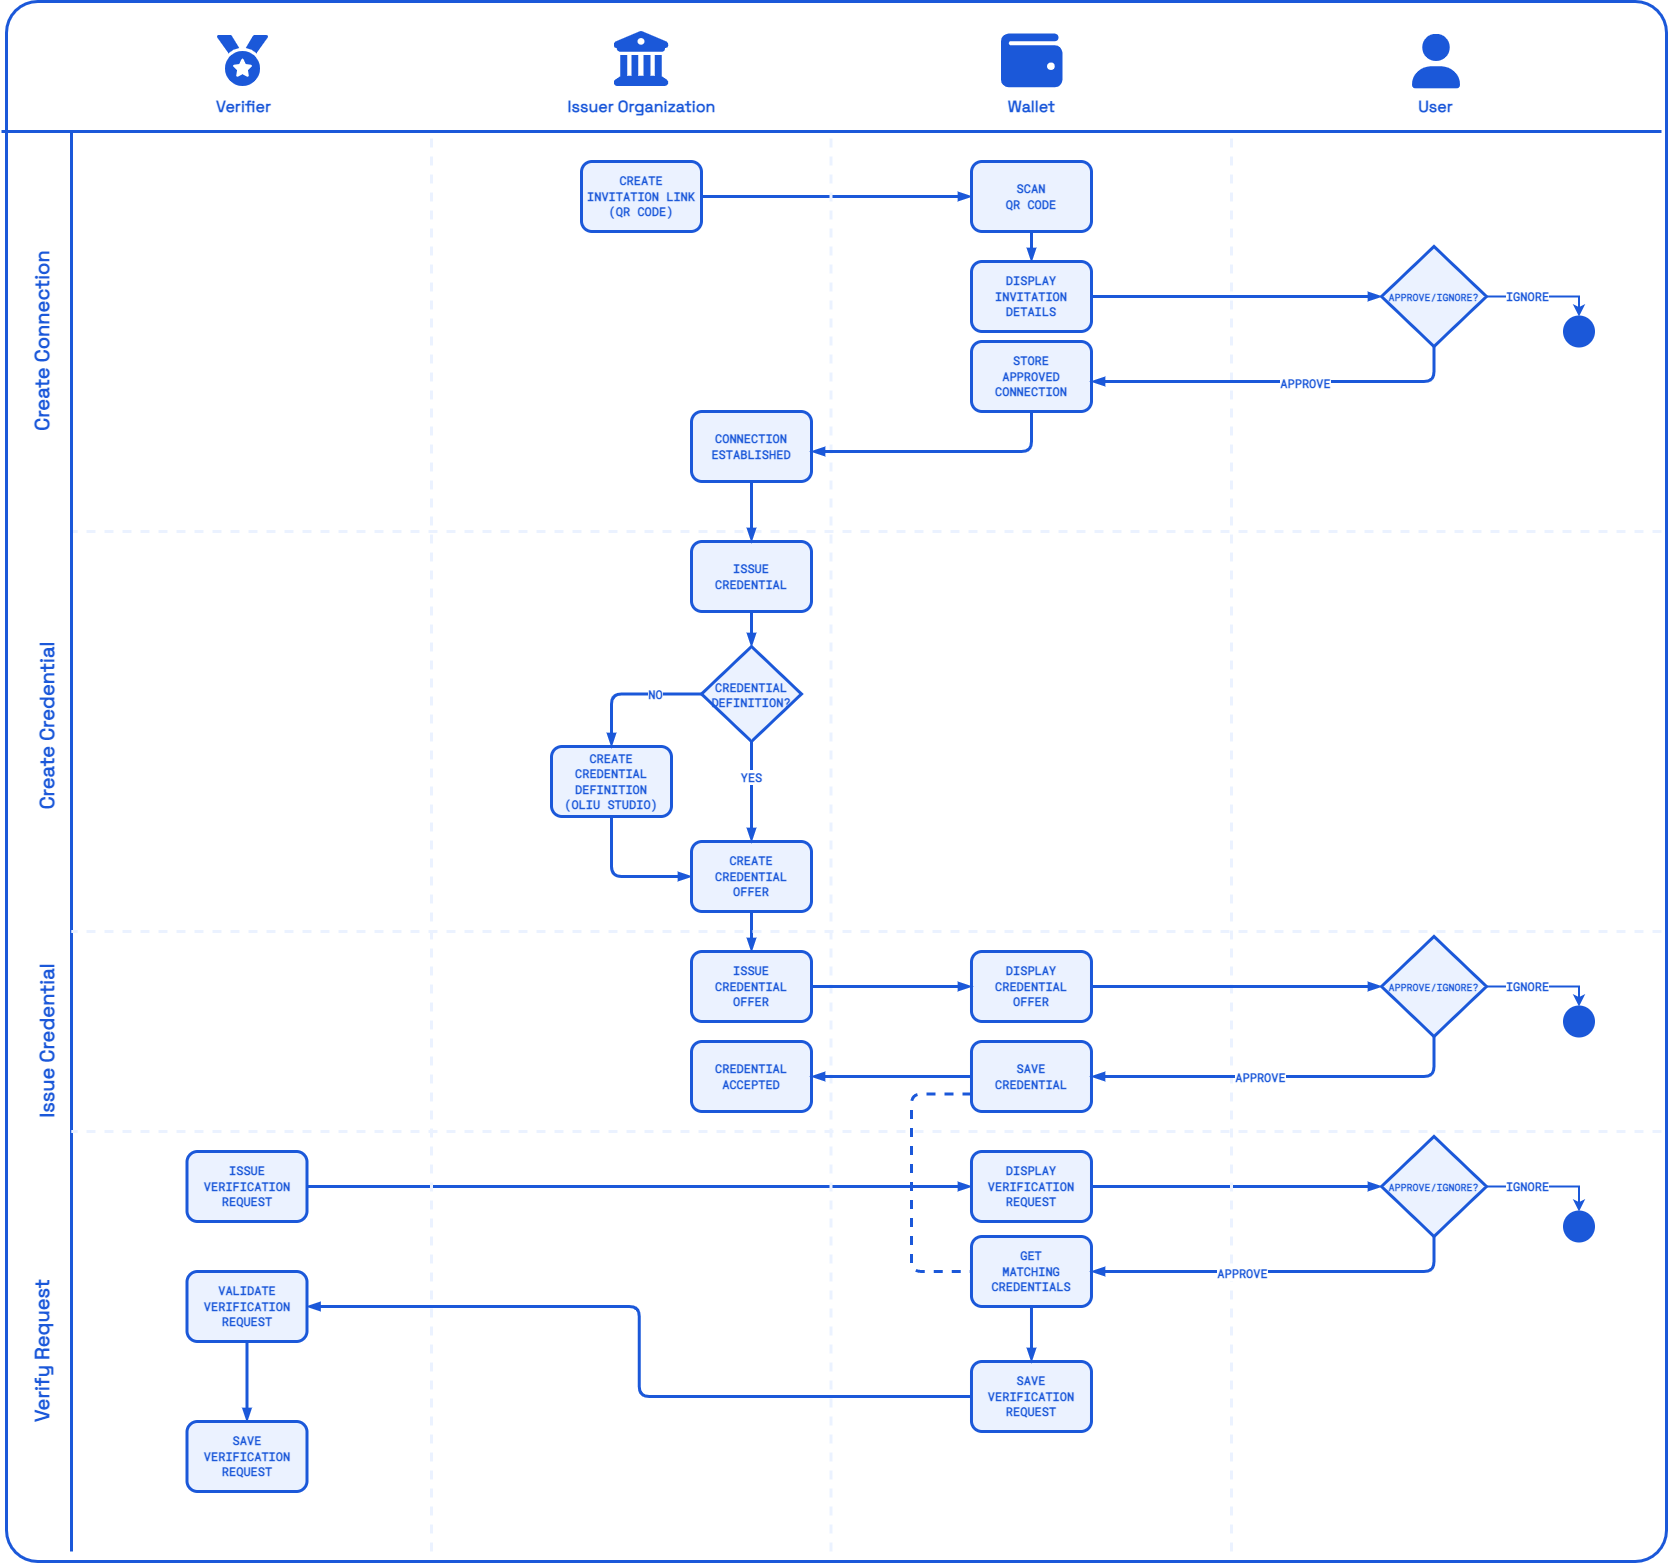 Verifier
Issuer Organization
Wallet
User
Create Connection
CREATE
INVITATION LINK
(QR CODE)
SCAN
QR CODE
DISPLAY
INVITATION
DETAILS
APPROVE/IGNORE?
IGNORE
STORE
APPROVED
CONNECTION
APPROVE
CONNECTION
ESTABLISHED
Create Credential
ISSUE
CREDENTIAL
CREDENTIAL
DEFINITION?
NO
YES
CREATE
CREDENTIAL
DEFINITION
(OLIU STUDIO)
CREATE
CREDENTIAL
OFFER
Issue Credential
ISSUE
CREDENTIAL
OFFER
DISPLAY
CREDENTIAL
OFFER
APPROVE/IGNORE?
IGNORE
CREDENTIAL
ACCEPTED
SAVE
CREDENTIAL
APPROVE
Verify Request
ISSUE
VERIFICATION
REQUEST
DISPLAY
VERIFICATION
REQUEST
APPROVE/IGNORE?
IGNORE
GET
MATCHING
CREDENTIALS
APPROVE
VALIDATE
VERIFICATION
REQUEST
SAVE
VERIFICATION
REQUEST
SAVE
VERIFICATION
REQUEST